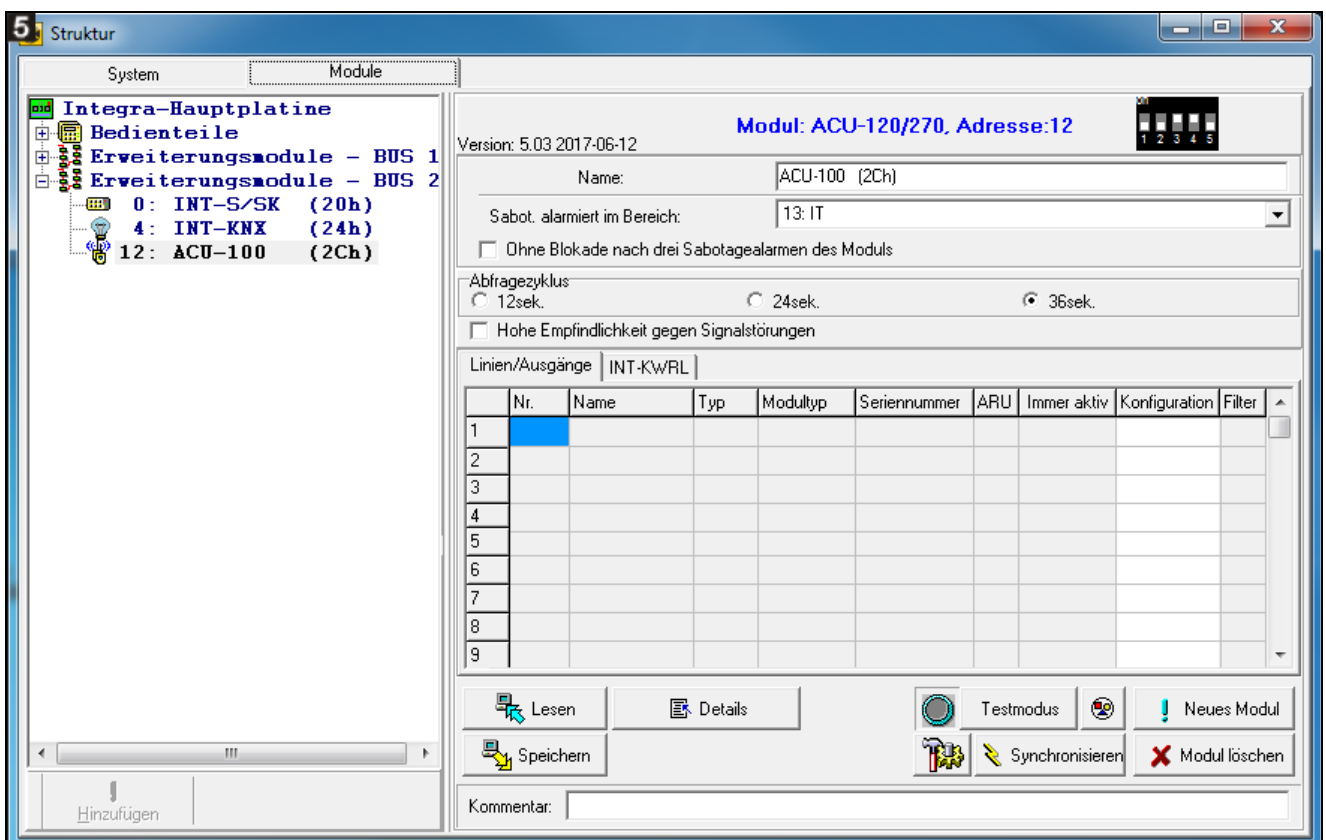 5
Struktur
System
Module
Integra-Hauptplatine
Bedienteile
Erweiterungsmodule - BUS 1
Erweiterungsmodule - BUS 2
0: INT-S/SK (20h)
4: INT-KNX (24h)
12: ACU-100 (2Ch)
Hinzufügen
Version: 5.03 2017-06-12
Modul: ACU-120/270, Adresse:12
on
1 2 3 4 5
Name: ACU-100 (2Ch)
Sabot. alarmiert im Bereich: 13: IT
Ohne Blokade nach drei Sabotagealarmen des Moduls
Abfragezyklus
12sek. 24sek. 36sek.
Hohe Empfindlichkeit gegen Signalstörungen
Linien/Ausgänge INT-KWRL
Nr. Name Typ Modultyp Seriennummer ARU Immer aktiv Konfiguration Filter
1
2
3
4
5
6
7
8
9
Lesen Details Testmodus Neues Modul
Speichern Synchronisieren Modul löschen
Kommentar: